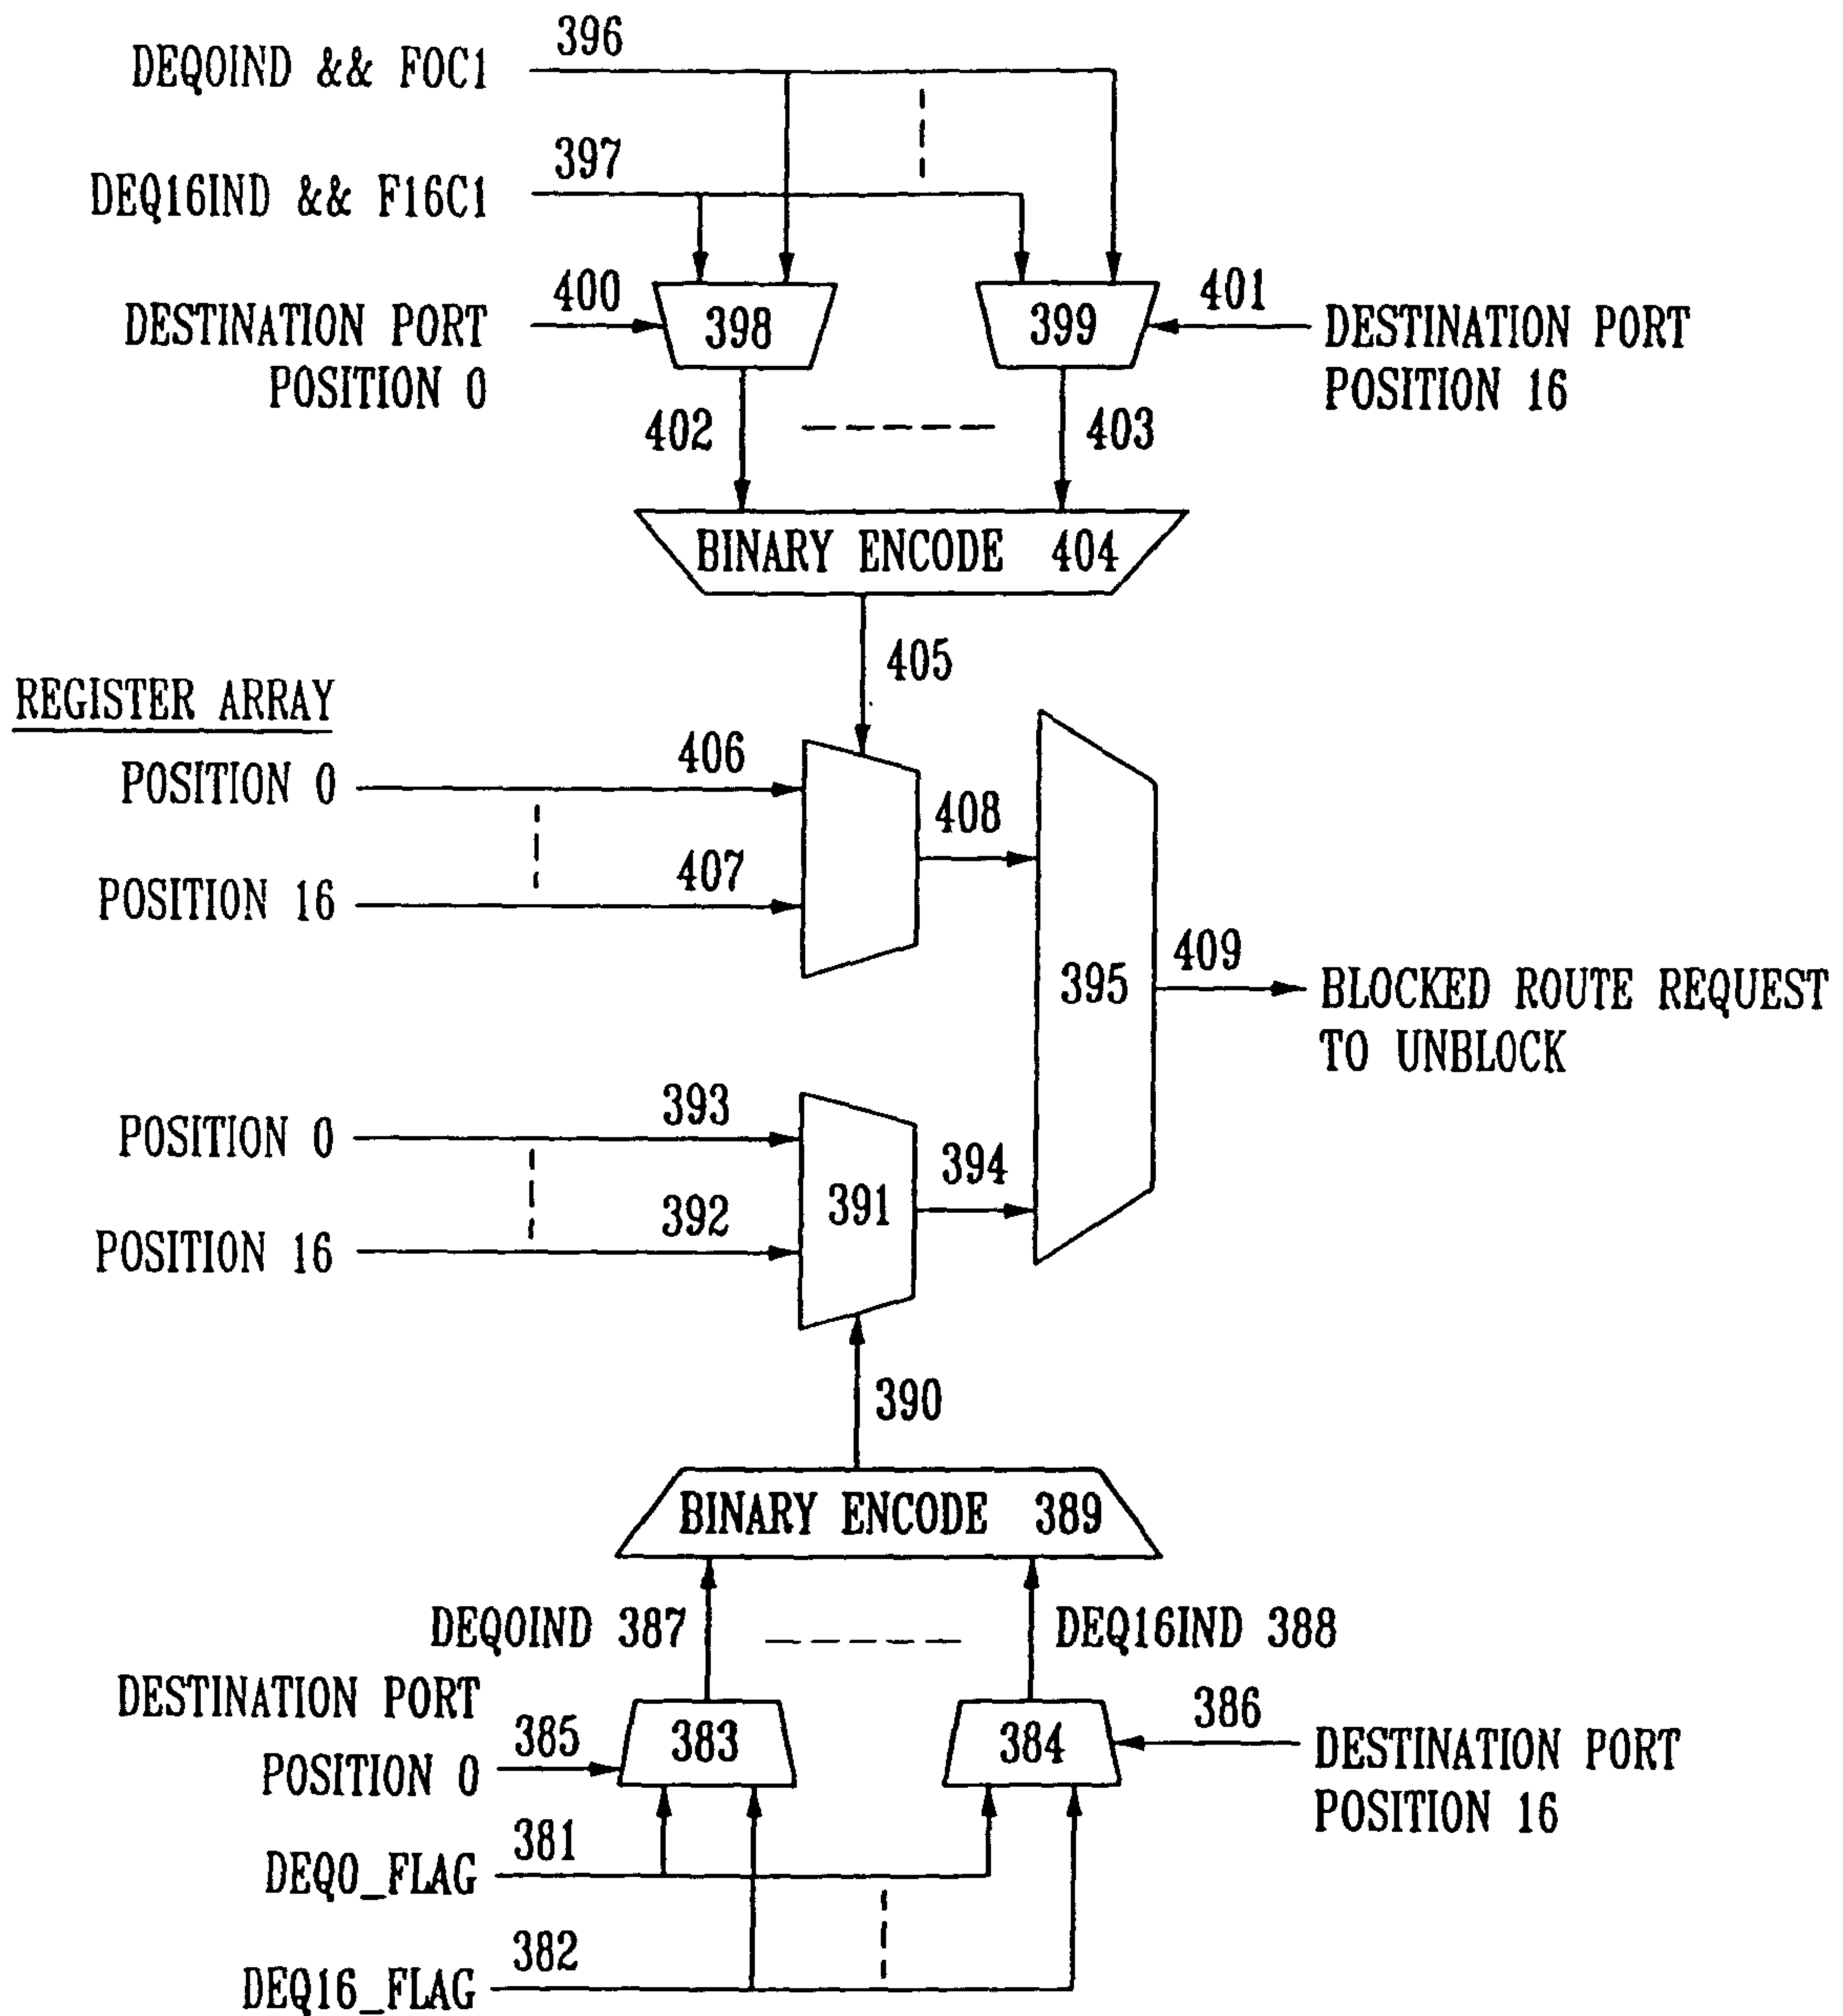 396
DEQ0IND && F0C1
397
DEQ16IND && F16C1
400
DESTINATION PORT
POSITION 0
398
399
401
DESTINATION PORT
POSITION 16
402
403
BINARY ENCODE 404
405
REGISTER ARRAY
POSITION 0
406
408
POSITION 16
407
395
409
BLOCKED ROUTE REQUEST
TO UNBLOCK
POSITION 0
393
394
391
POSITION 16
392
390
BINARY ENCODE 389
DEQ0IND 387
DEQ16IND 388
DESTINATION PORT
POSITION 0
385
383
384
386
DESTINATION PORT
POSITION 16
DEQ0_FLAG
381
DEQ16_FLAG
382